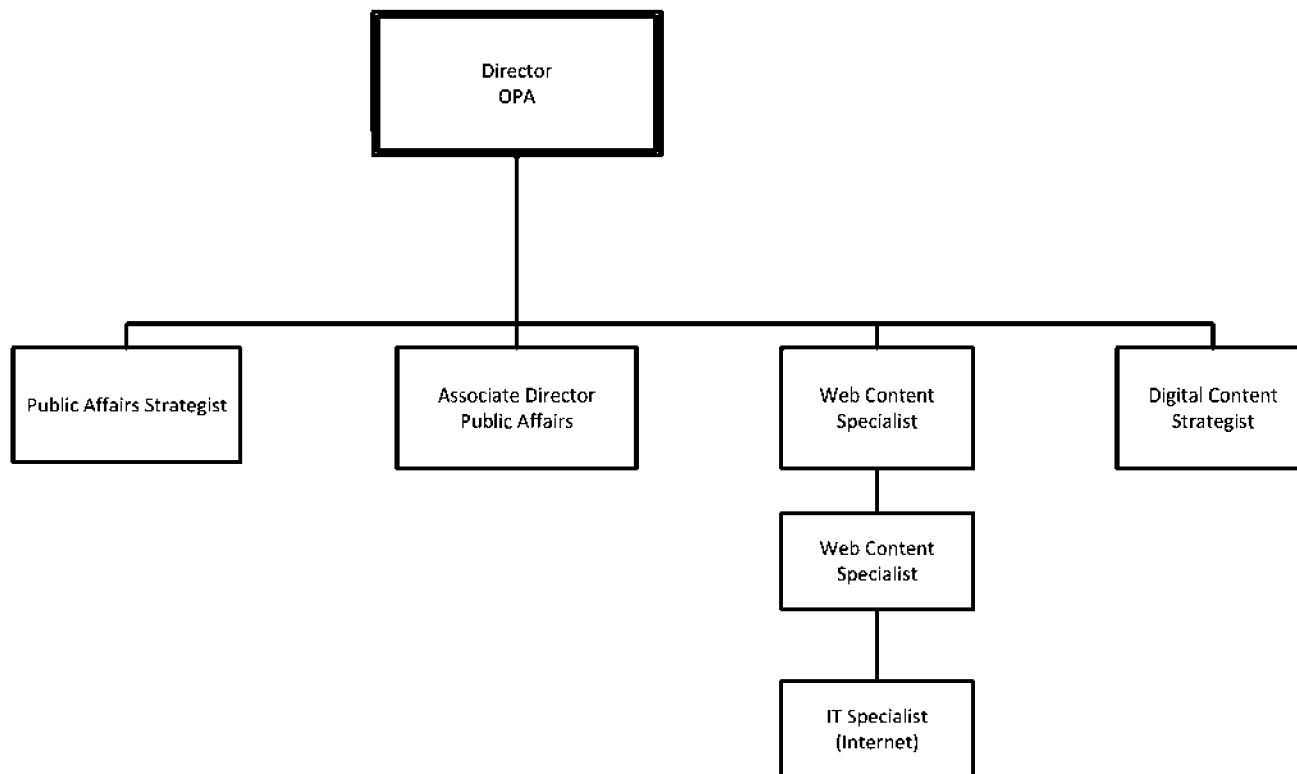 Director
OPA
Public Affairs Strategist
Associate Director
Public Affairs
Web Content
Specialist
Digital Content
Strategist
Web Content
Specialist
IT Specialist
(Internet)